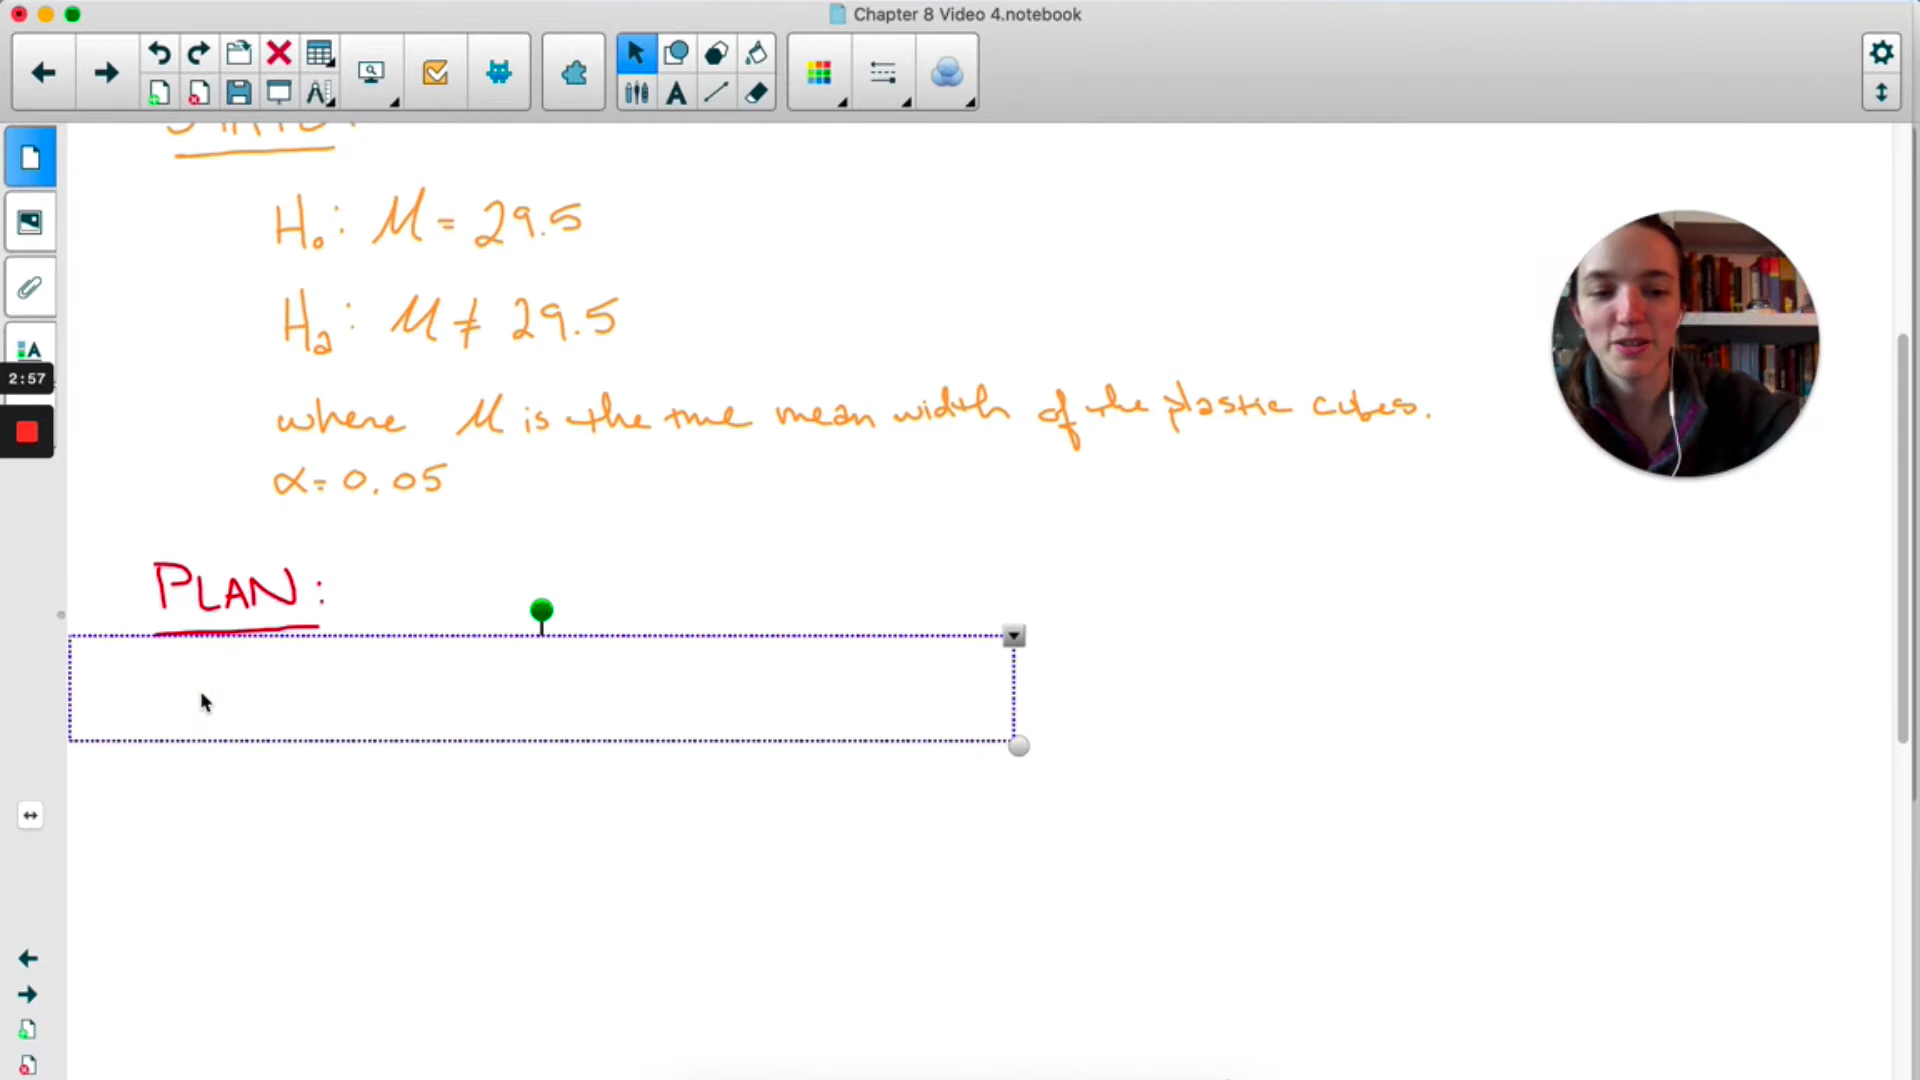 Chapter 8 Video 4.notebook
A
A
2:57
H₀: μ = 29.5
Hₐ: μ ≠ 29.5
where μ is the true mean width of the plastic cubes.
α = 0.05
PLAN: